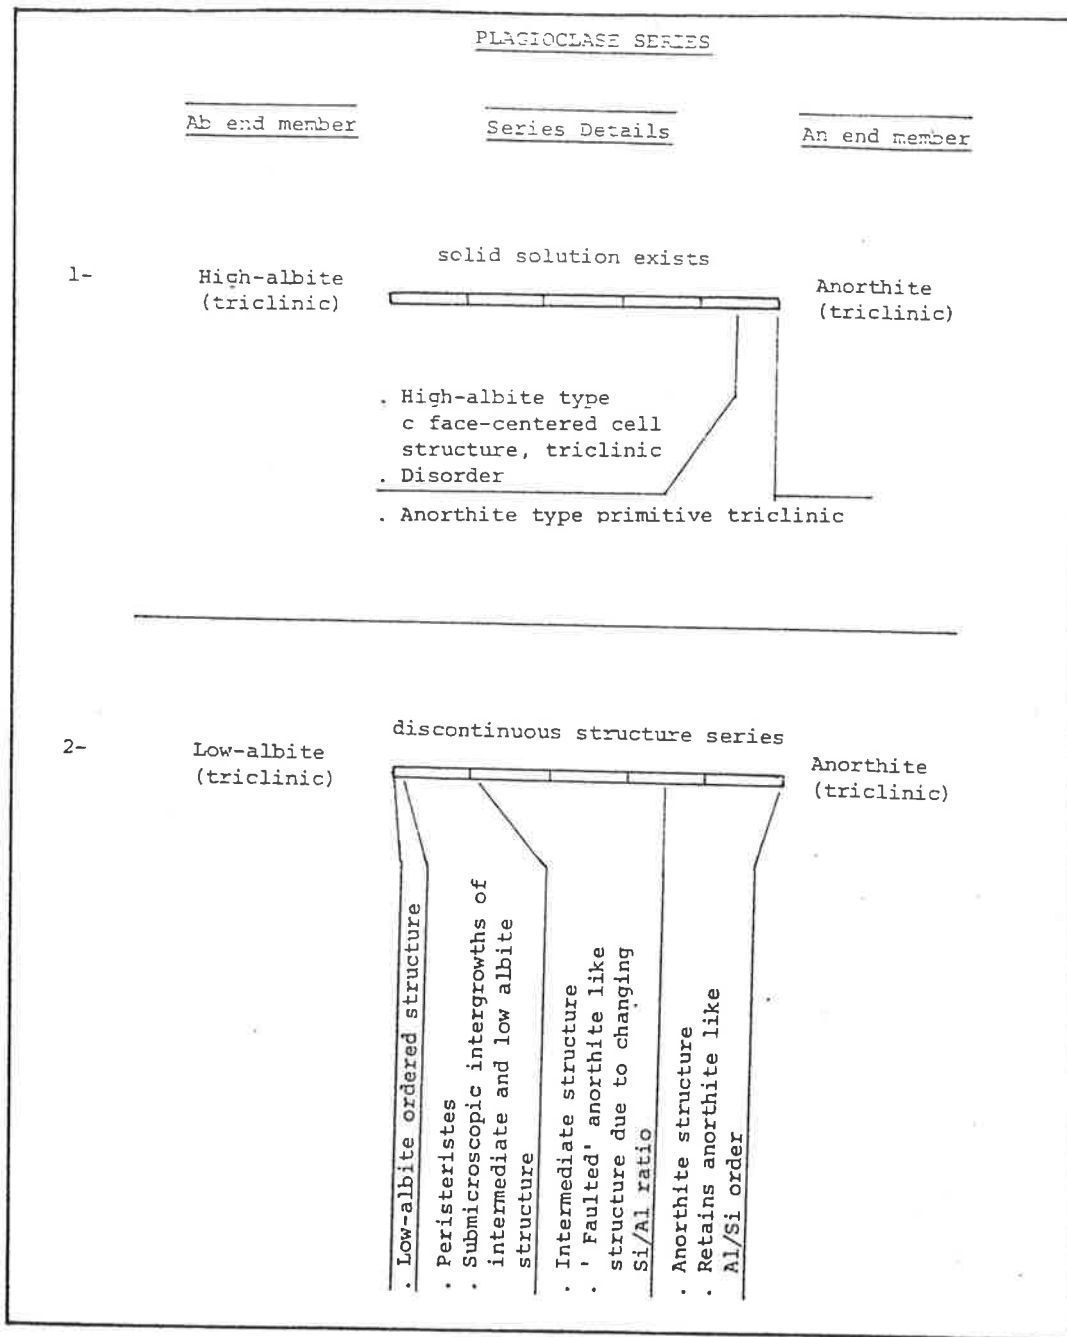 PLAGIOCLASE SERIES
Ab end member
Series Details
An end member
1-
High-albite
(triclinic)
solid solution exists
Anorthite
(triclinic)
. High-albite type
c face-centered cell
structure, triclinic
. Disorder
. Anorthite type primitive triclinic
2-
Low-albite
(triclinic)
discontinuous structure series
Anorthite
(triclinic)
. Low-albite ordered structure
. Peristerites
. Submicroscopic intergrowths of
intermediate and low albite
structure
. Intermediate structure
. 'Faulted' anorthite like
structure due to changing
Si/Al ratio
. Anorthite structure
. Retains anorthite like
Al/Si order